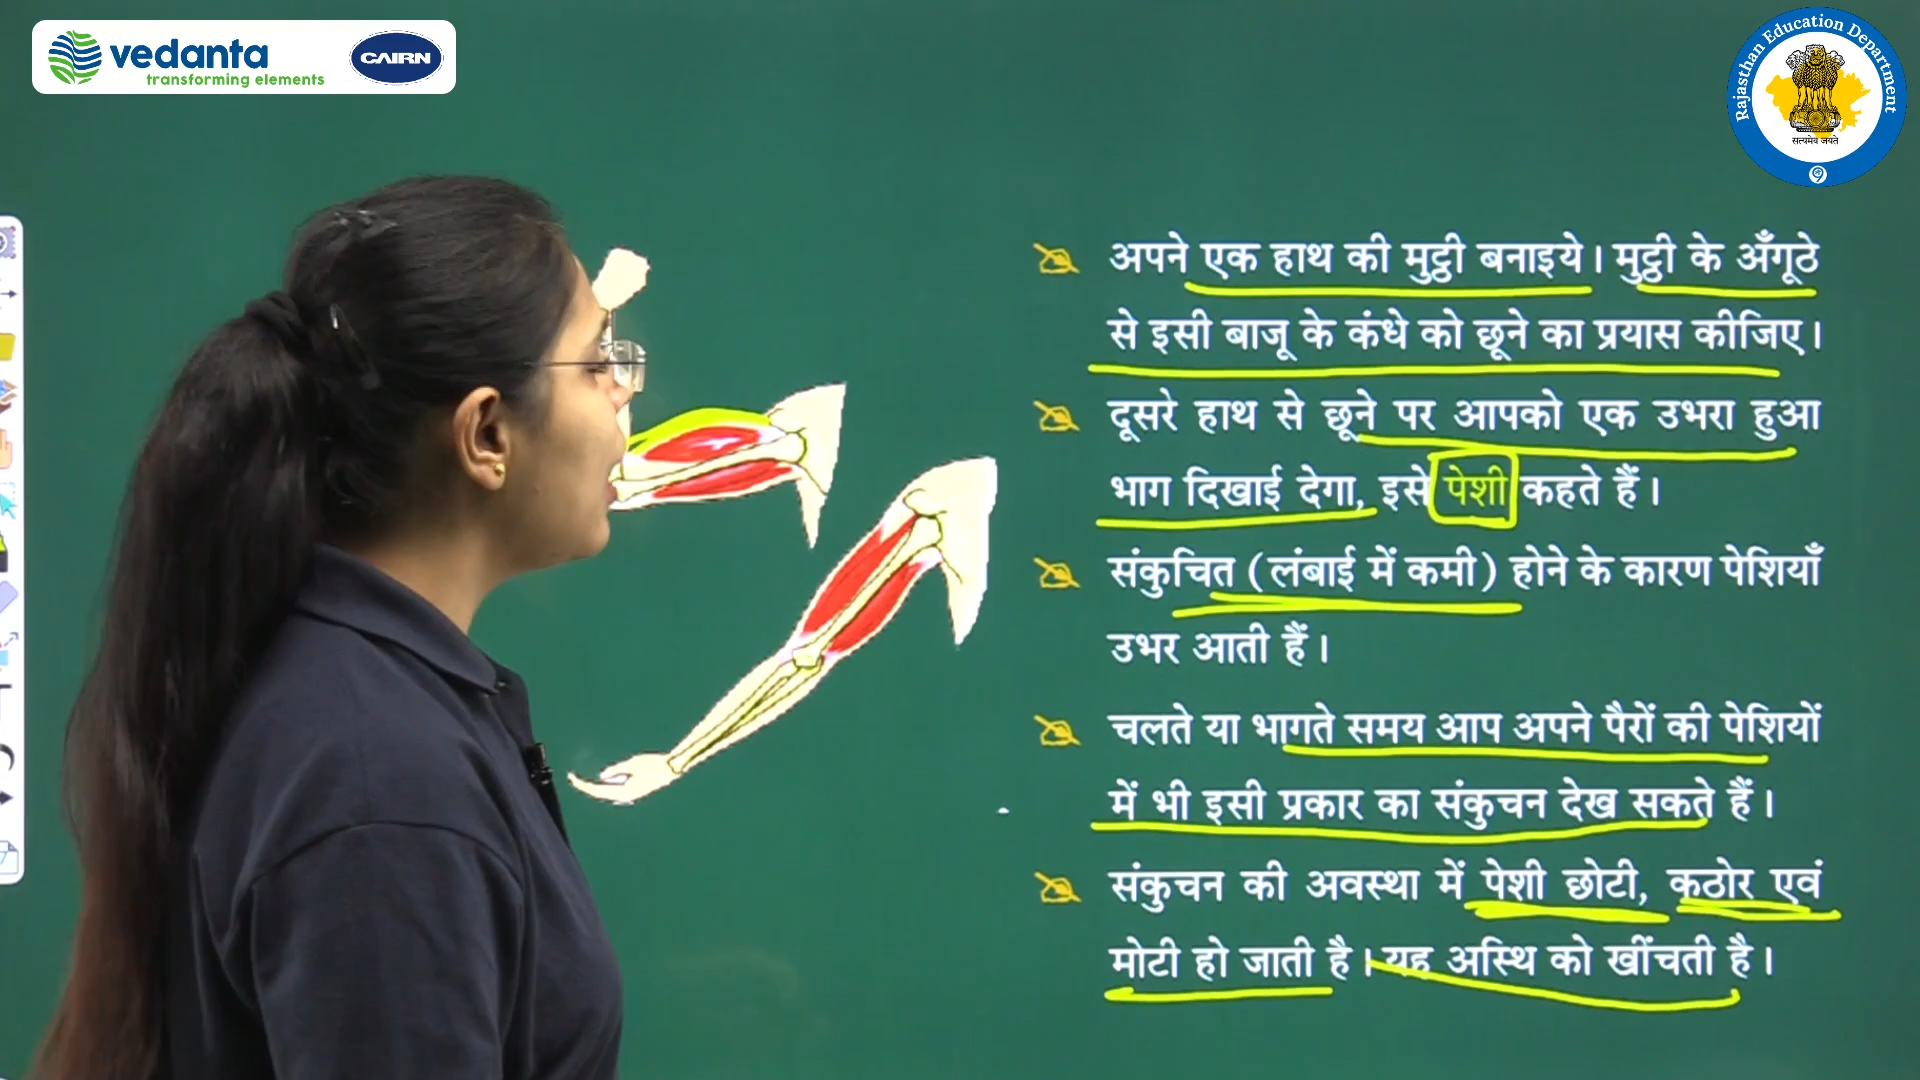 vedanta
transforming elements
CAIRN
Rajasthan Education Department
सत्यमेव जयते
अपने एक हाथ की मुट्ठी बनाइये। मुट्ठी के अँगूठे
से इसी बाजू के कंधे को छूने का प्रयास कीजिए।
दूसरे हाथ से छूने पर आपको एक उभरा हुआ
भाग दिखाई देगा, इसे पेशी कहते हैं।
संकुचित (लंबाई में कमी) होने के कारण पेशियाँ
उभर आती हैं।
चलते या भागते समय आप अपने पैरों की पेशियों
में भी इसी प्रकार का संकुचन देख सकते हैं।
संकुचन की अवस्था में पेशी छोटी, कठोर एवं
मोटी हो जाती है। यह अस्थि को खींचती है।